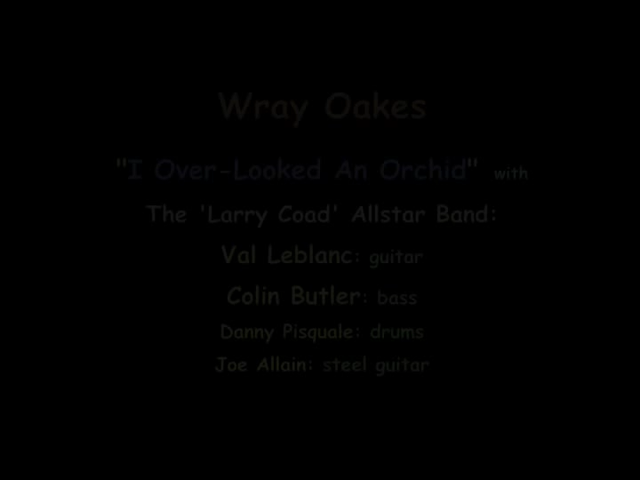 Wray Oakes
"I Over-Looked An Orchid" with
The 'Larry Coad' Allstar Band:
Val Leblanc: guitar
Colin Butler: bass
Danny Pisquale: drums
Joe Allain: steel guitar